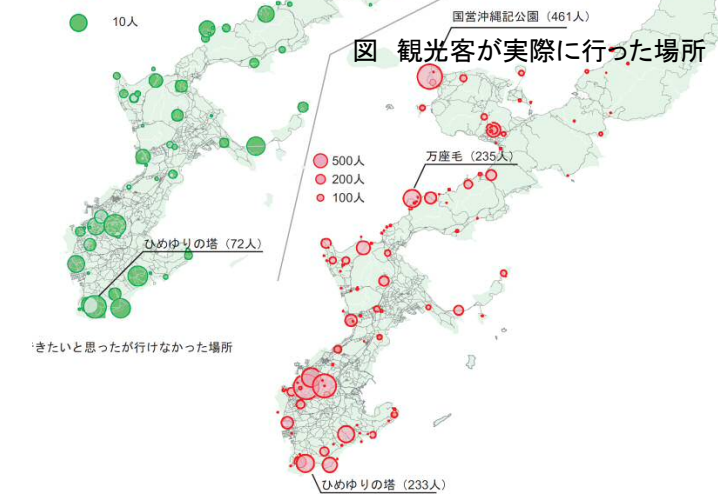 10人
国営沖縄記公園（461人）
図　観光客が実際に行った場所
500人
200人
100人
万座毛（235人）
ひめゆりの塔（72人）
きたいと思ったが行けなかった場所
ひめゆりの塔（233人）